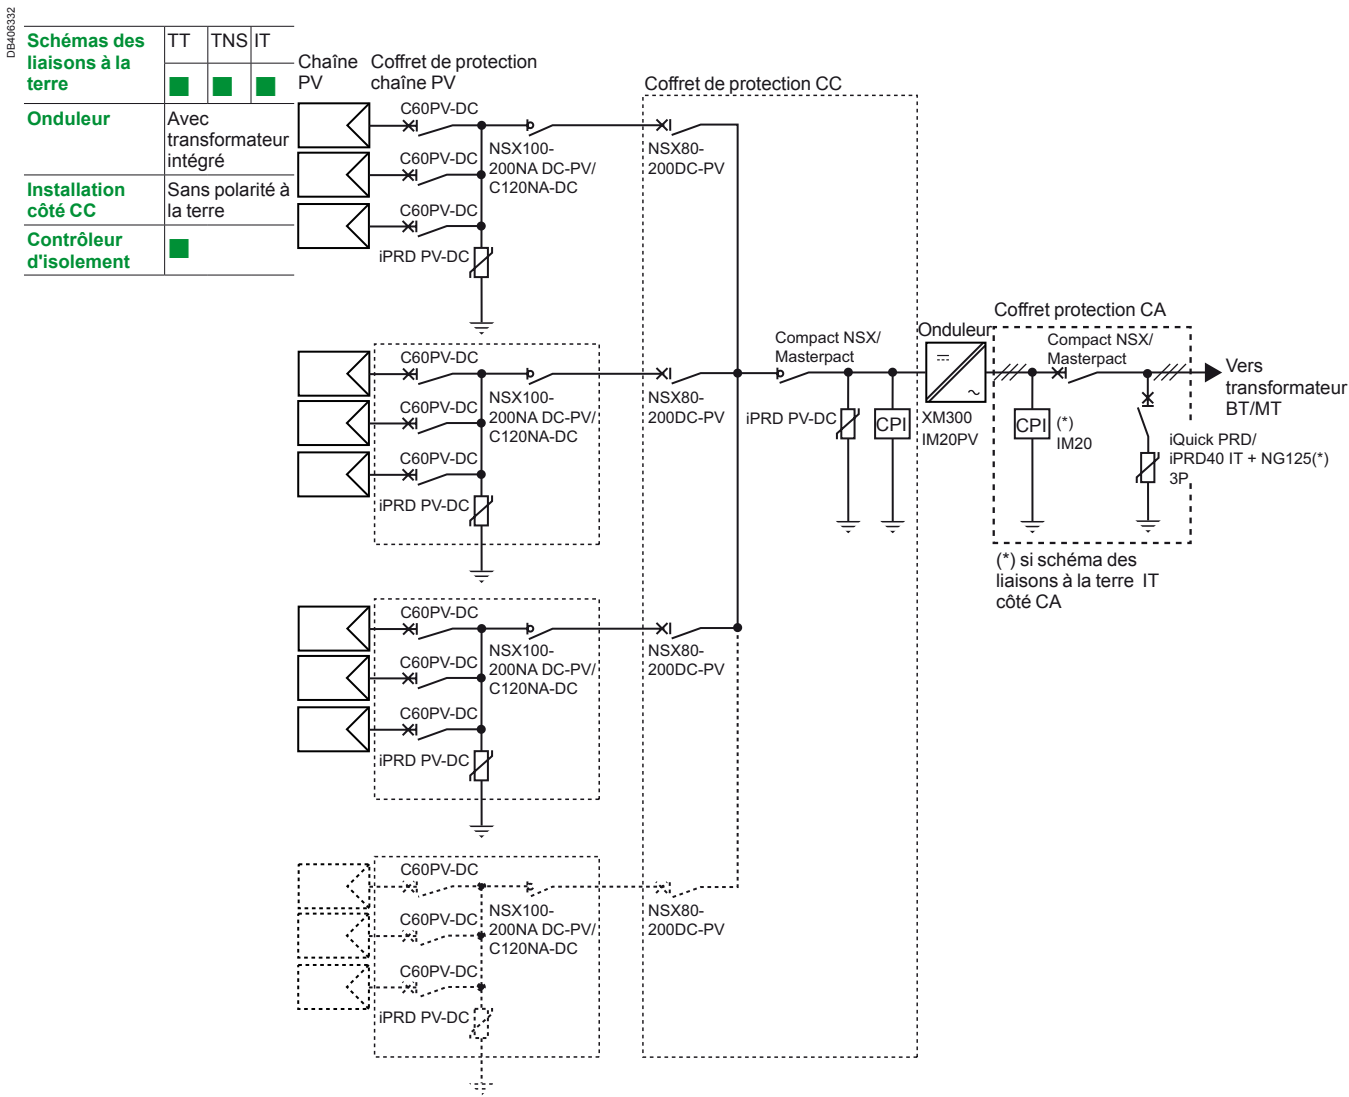 DB406332
Schémas des
liaisons à la
terre
TT
TNS
IT
Onduleur
Avec
transformateur
intégré
Installation
côté CC
Sans polarité à
la terre
Contrôleur
d'isolement
Chaîne
PV
Coffret de protection
chaîne PV
C60PV-DC
C60PV-DC
C60PV-DC
iPRD PV-DC
NSX100-
200NA DC-PV/
C120NA-DC
Coffret de protection CC
NSX80-
200DC-PV
C60PV-DC
C60PV-DC
C60PV-DC
iPRD PV-DC
NSX100-
200NA DC-PV/
C120NA-DC
NSX80-
200DC-PV
Compact NSX/
Masterpact
iPRD PV-DC
CPI
Onduleur
XM300
IM20PV
Coffret protection CA
Compact NSX/
Masterpact
CPI
(*)
IM20
Vers
transformateur
BT/MT
iQuick PRD/
iPRD40 IT + NG125(*)
3P
(*) si schéma des
liaisons à la terre IT
côté CA
C60PV-DC
C60PV-DC
C60PV-DC
iPRD PV-DC
NSX100-
200NA DC-PV/
C120NA-DC
NSX80-
200DC-PV
C60PV-DC
C60PV-DC
C60PV-DC
iPRD PV-DC
NSX100-
200NA DC-PV/
C120NA-DC
NSX80-
200DC-PV